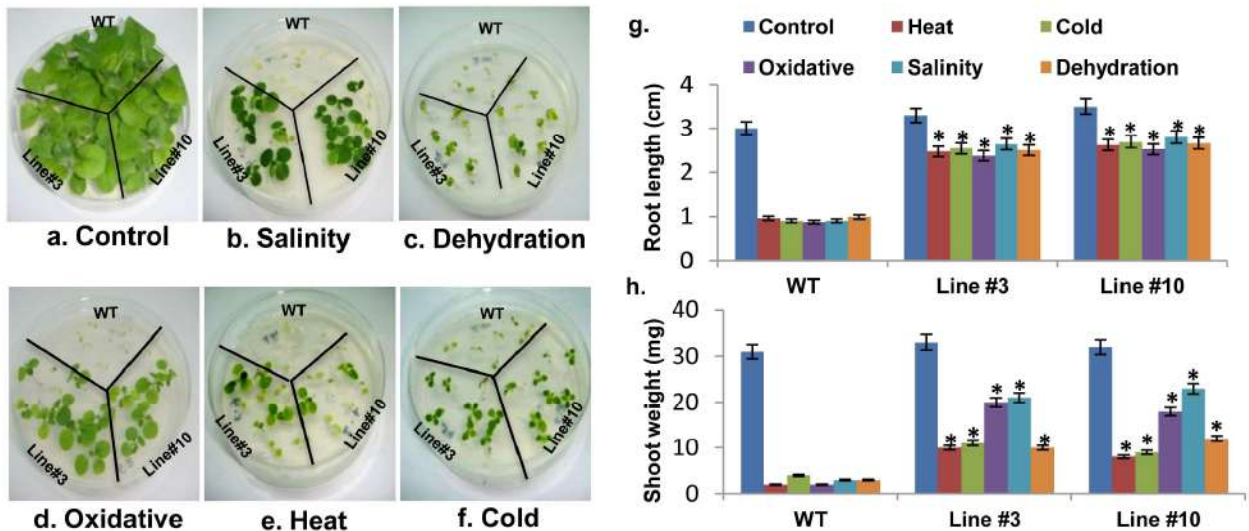 WT
Line#3
Line#10
a. Control
WT
Line#3
Line#10
b. Salinity
WT
Line#3
Line#10
c. Dehydration
WT
Line#3
Line#10
d. Oxidative
WT
Line#3
Line#10
e. Heat
WT
Line#3
Line#10
f. Cold
g.
Control Heat Cold
Oxidative Salinity Dehydration
Root length (cm)
4
3
2
1
0
* * * * * * * * * *
WT Line #3 Line #10
h.
Shoot weight (mg)
40
30
20
10
0
* * * * * * * * * *
WT Line #3 Line #10